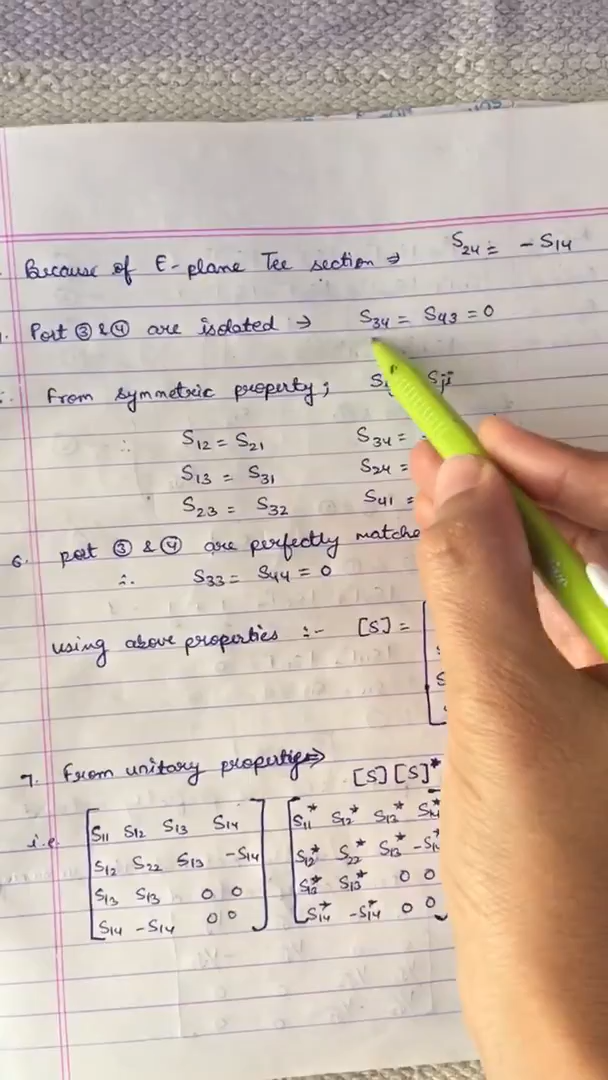 Because of E-plane Tee section → S24 = -S14
Port ③ & ④ are isolated → S34 = S43 = 0
From symmetric property; Sji
∴ S12 = S21 S34 =
S13 = S31 S24 =
S23 = S32 S41 =
6. port ③ & ④ are perfectly matche
∴ S33 = S44 = 0
using above properties :- [S] =
7. From unitary property ⇒ [S] [S]*
i.e. S11 S12 S13 S14 S11* S12* S13* S14*
S12 S22 S13 -S14 S12* S22* S13*
S13 S13 0 0 S13* S13* 0 0
S14 -S14 0 0 S14* -S14* 0 0